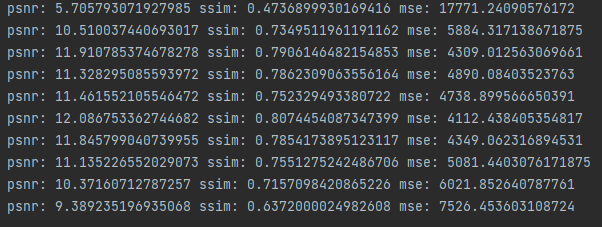 psnr: 5.705793071927985 ssim: 0.4736899930169416 mse: 17771.24090576172
psnr: 10.510037440693017 ssim: 0.7349511961191162 mse: 5884.317138671875
psnr: 11.910785374678278 ssim: 0.7906146482154853 mse: 4309.012563069661
psnr: 11.328295085593972 ssim: 0.7862309063556164 mse: 4890.08403523763
psnr: 11.461552105546472 ssim: 0.752329493380722 mse: 4738.899566650391
psnr: 12.086753362744682 ssim: 0.8074454087347399 mse: 4112.438405354817
psnr: 11.845799040739955 ssim: 0.7854173895123117 mse: 4349.062316894531
psnr: 11.135226552029073 ssim: 0.7551275242486706 mse: 5081.4403076171875
psnr: 10.37160712787257 ssim: 0.7157098420865226 mse: 6021.852640787761
psnr: 9.389235196935068 ssim: 0.6372000024982608 mse: 7526.453603108724